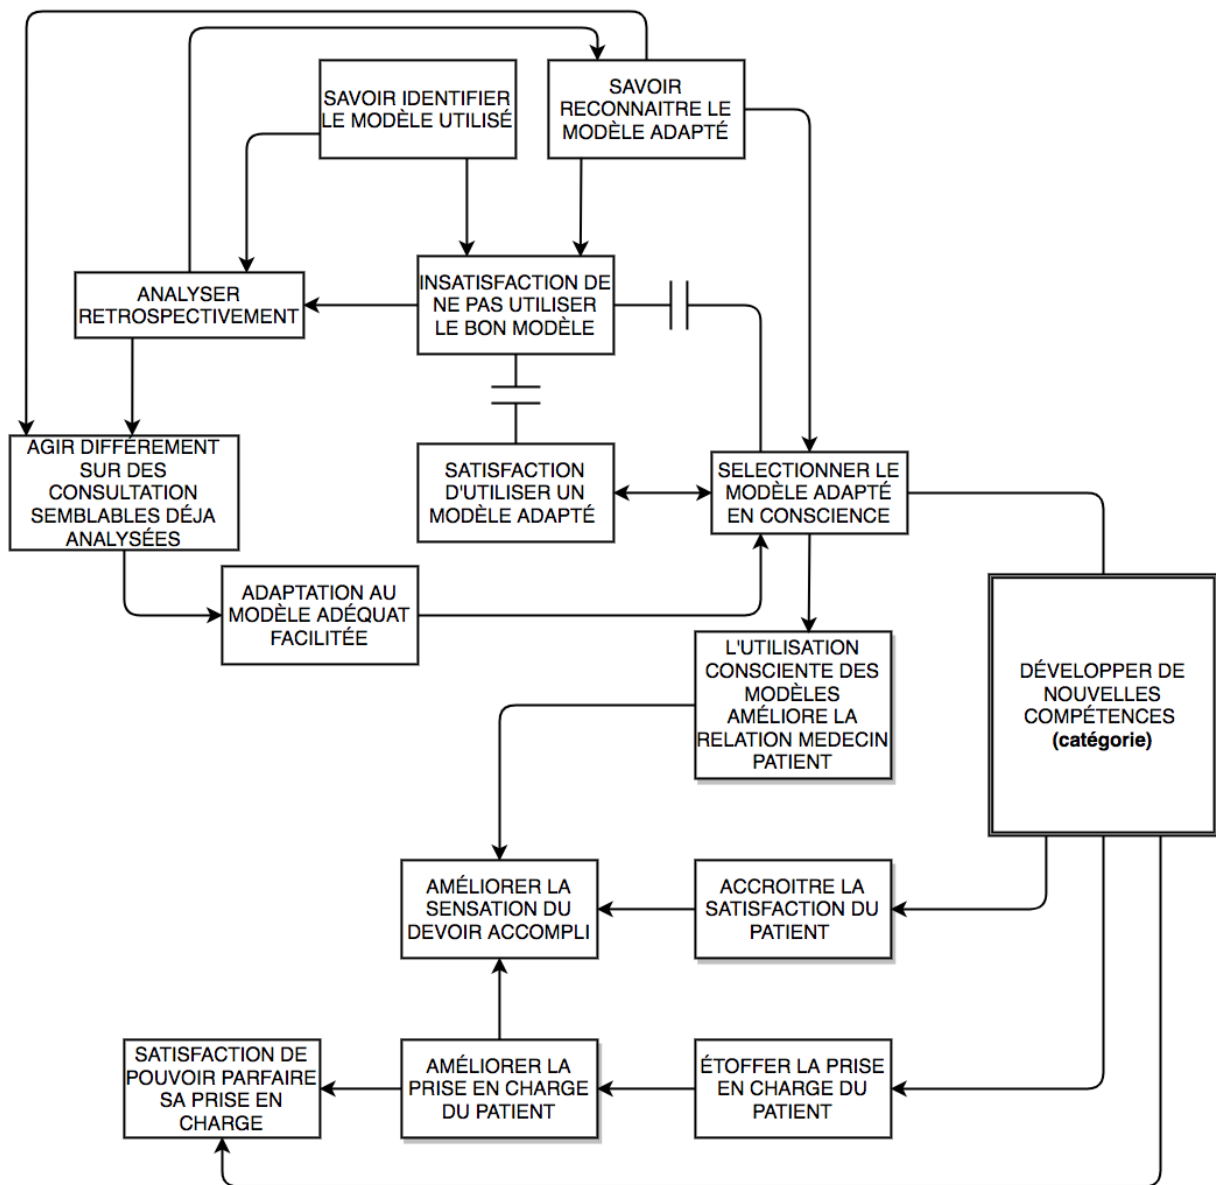 SAVOIR IDENTIFIER
LE MODÈLE UTILISÉ
SAVOIR
RECONNAITRE LE
MODÈLE ADAPTÉ
ANALYSER
RETROSPECTIVEMENT
INSATISFACTION DE
NE PAS UTILISER
LE BON MODÈLE
AGIR DIFFÉREMENT
SUR DES
CONSULTATION
SEMBLABLES DÉJA
ANALYSÉES
SATISFACTION
D'UTILISER UN
MODÈLE ADAPTÉ
SELECTIONNER LE
MODÈLE ADAPTÉ
EN CONSCIENCE
ADAPTATION AU
MODÈLE ADÉQUAT
FACILITÉE
L'UTILISATION
CONSCIENTE DES
MODÈLES
AMÉLIORE LA
RELATION MEDECIN
PATIENT
DÉVELOPPER DE
NOUVELLES
COMPÉTENCES
(catégorie)
AMÉLIORER LA
SENSATION DU
DEVOIR ACCOMPLI
ACCROITRE LA
SATISFACTION DU
PATIENT
SATISFACTION DE
POUVOIR PARFAIRE
SA PRISE EN
CHARGE
AMÉLIORER LA
PRISE EN CHARGE
DU PATIENT
ÉTOFFER LA PRISE
EN CHARGE DU
PATIENT